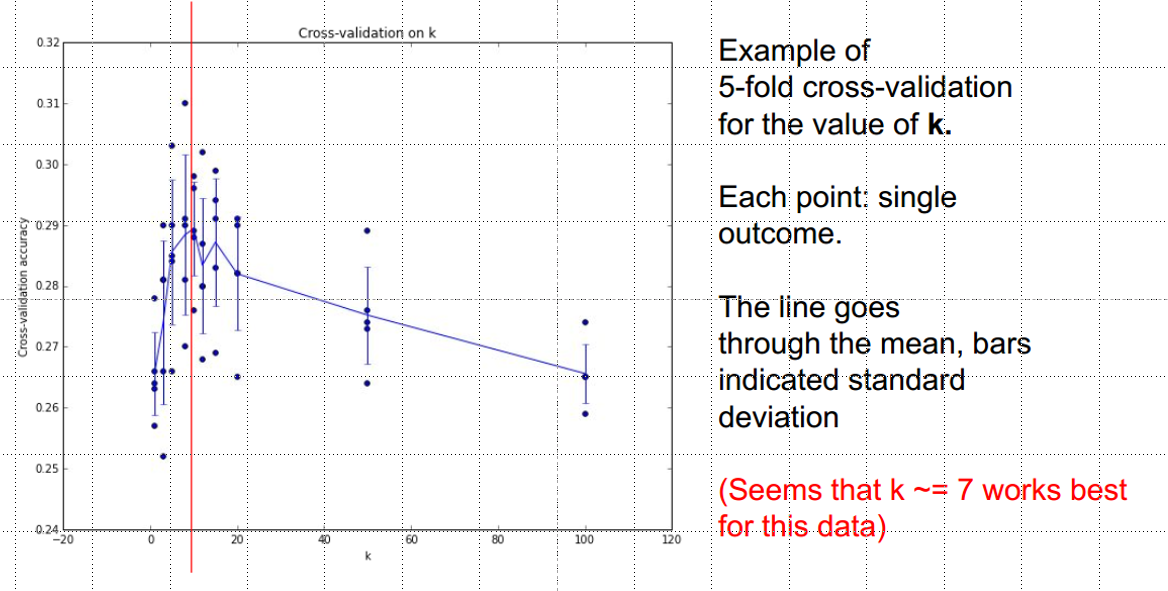 Cross-validation on k
0.32
0.31
0.30
0.29
0.28
0.27
0.26
0.25
0.24
Cross-validation accuracy
−20 0 20 40 60 80 100 120
k
Example of
5-fold cross-validation
for the value of k.
Each point: single
outcome.
The line goes
through the mean, bars
indicated standard
deviation
(Seems that k ~= 7 works best
for this data)